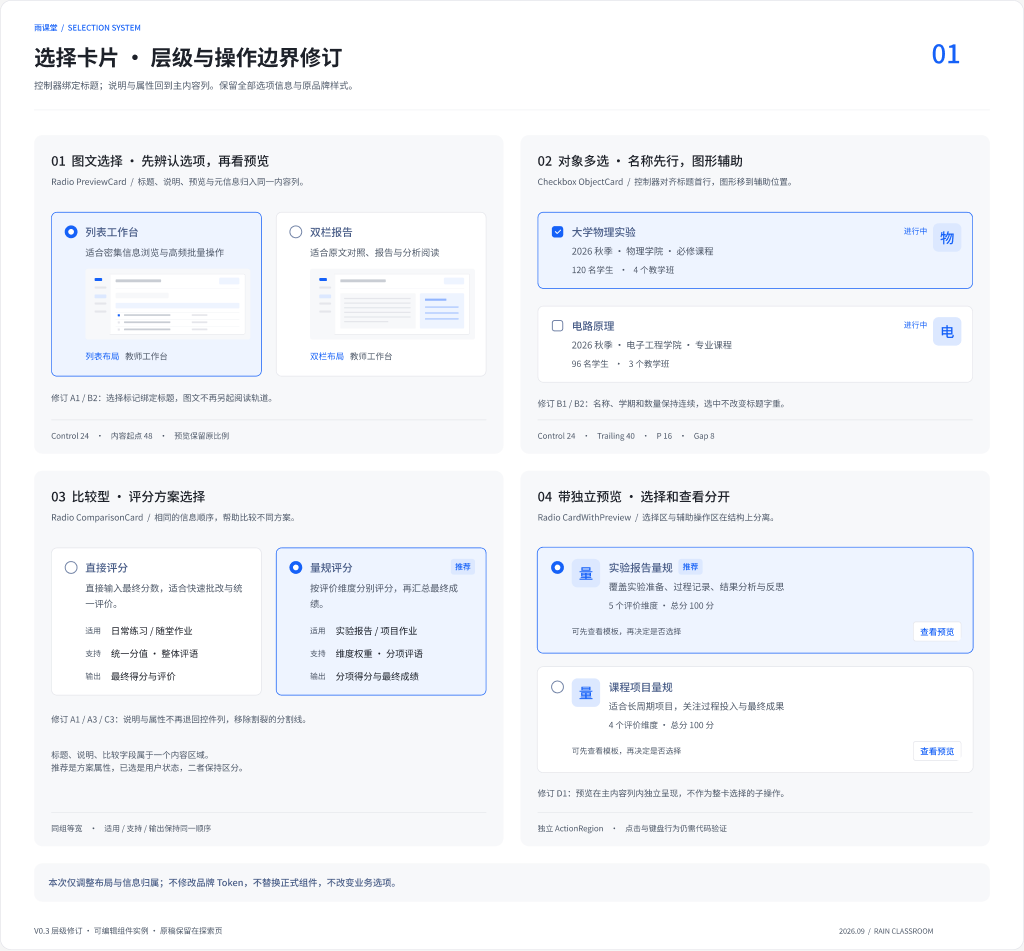 雨课堂 / SELECTION SYSTEM
选择卡片 · 层级与操作边界修订
01
控制器绑定标题；说明与属性回到主内容列。保留全部选项信息与原品牌样式。
01 图文选择 · 先辨认选项，再看预览
Radio PreviewCard / 标题、说明、预览与元信息归入同一内容列。
列表工作台
适合密集信息浏览与高频批量操作
列表布局 教师工作台
双栏报告
适合原文对照、报告与分析阅读
双栏布局 教师工作台
修订 A1 / B2：选择标记绑定标题，图文不再另起阅读轨道。
Control 24 · 内容起点 48 · 预览保留原比例
02 对象多选 · 名称先行，图形辅助
Checkbox ObjectCard / 控制器对齐标题首行，图形移到辅助位置。
大学物理实验
进行中
物
2026 秋季 · 物理学院 · 必修课程
120 名学生 · 4 个教学班
电路原理
进行中
电
2026 秋季 · 电子工程学院 · 专业课程
96 名学生 · 3 个教学班
修订 B1 / B2：名称、学期和数量保持连续，选中不改变标题字重。
Control 24 · Trailing 40 · P 16 · Gap 8
03 比较型 · 评分方案选择
Radio ComparisonCard / 相同的信息顺序，帮助比较不同方案。
直接评分
直接输入最终分数，适合快速批改与统
一评价。
适用 日常练习 / 随堂作业
支持 统一分值 · 整体评语
输出 最终得分与评价
量规评分
推荐
按评价维度分别评分，再汇总最终成
绩。
适用 实验报告 / 项目作业
支持 维度权重 · 分项评语
输出 分项得分与最终成绩
修订 A1 / A3 / C3：说明与属性不再退回控件列，移除割裂的分割线。
标题、说明、比较字段属于一个内容区域。
推荐是方案属性，已选是用户状态，二者保持区分。
同组等宽 · 适用 / 支持 / 输出保持同一顺序
04 带独立预览 · 选择和查看分开
Radio CardWithPreview / 选择区与辅助操作区在结构上分离。
量
实验报告量规 推荐
覆盖实验准备、过程记录、结果分析与反思
5 个评价维度 · 总分 100 分
可先查看模板，再决定是否选择
查看预览
量
课程项目量规
适合长周期项目，关注过程投入与最终成果
4 个评价维度 · 总分 100 分
可先查看模板，再决定是否选择
查看预览
修订 D1：预览在主内容列内独立呈现，不作为整卡选择的子操作。
独立 ActionRegion · 点击与键盘行为仍需代码验证
本次仅调整布局与信息归属；不修改品牌 Token，不替换正式组件，不改变业务选项。
V0.3 层级修订 · 可编辑组件实例 · 原稿保留在探索页
2026.09 / RAIN CLASSROOM